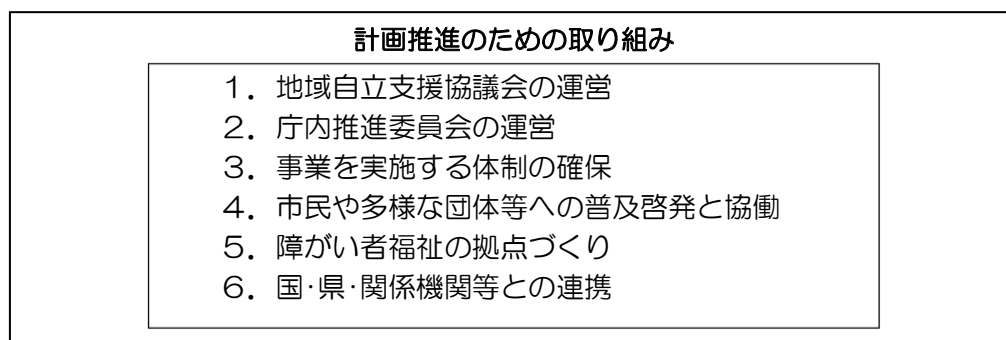 計画推進のための取り組み
1．地域自立支援協議会の運営
2．庁内推進委員会の運営
3．事業を実施する体制の確保
4．市民や多様な団体等への普及啓発と協働
5．障がい者福祉の拠点づくり
6．国･県･関係機関等との連携